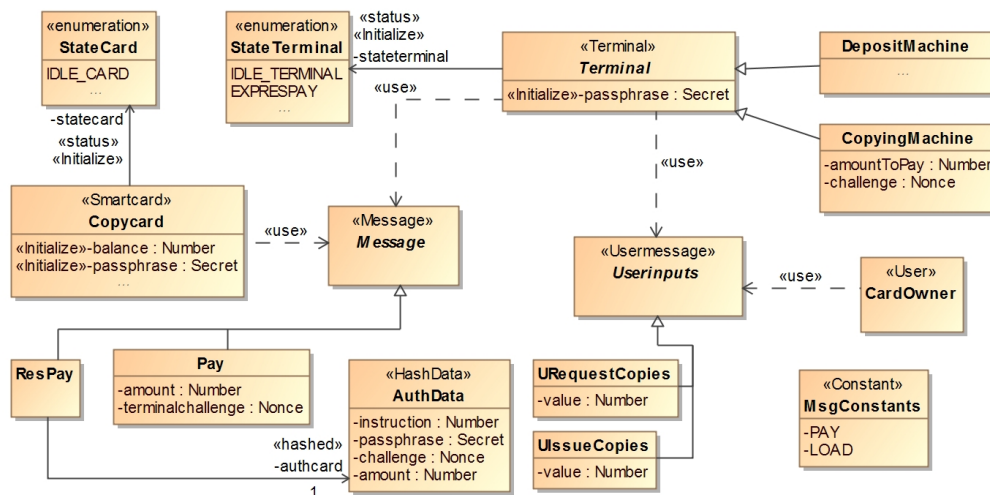 «enumeration»
StateCard
IDLE_CARD
...
-statecard
«status»
«Initialize»
«enumeration»
StateTerminal
IDLE_TERMINAL
EXPRESPAY
...
«status»
«Initialize»
-stateterminal
«Terminal»
Terminal
«Initialize»-passphrase : Secret
DepositMachine
...
CopyingMachine
-amountToPay : Number
-challenge : Nonce
«use»
«use»
«Smartcard»
Copycard
«Initialize»-balance : Number
«Initialize»-passphrase : Secret
...
«use»
«Message»
Message
«Usermessage»
Userinputs
«use»
«User»
CardOwner
ResPay
Pay
-amount : Number
-terminalchallenge : Nonce
«HashData»
AuthData
-instruction : Number
-passphrase : Secret
-challenge : Nonce
-amount : Number
«hashed»
-authcard
1
URequestCopies
-value : Number
UIssueCopies
-value : Number
«Constant»
MsgConstants
-PAY
-LOAD